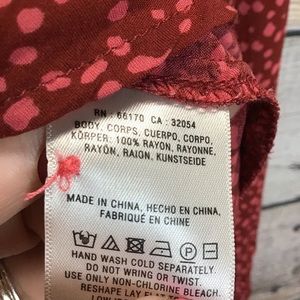 RN : 66170 CA : 32054
BODY, CORPS, CUERPO, CORPO,
KÖRPER: 100% RAYON, RAYONNE,
RAYÓN, RAION, KUNSTSEIDE
MADE IN CHINA, HECHO EN CHINA,
FABRIQUÉ EN CHINE
HAND WASH COLD SEPARATELY
DO NOT WRING OR TWIST.
USE ONLY NON-CHLORINE BLEACH.
RESHAPE LAY FLAT TO